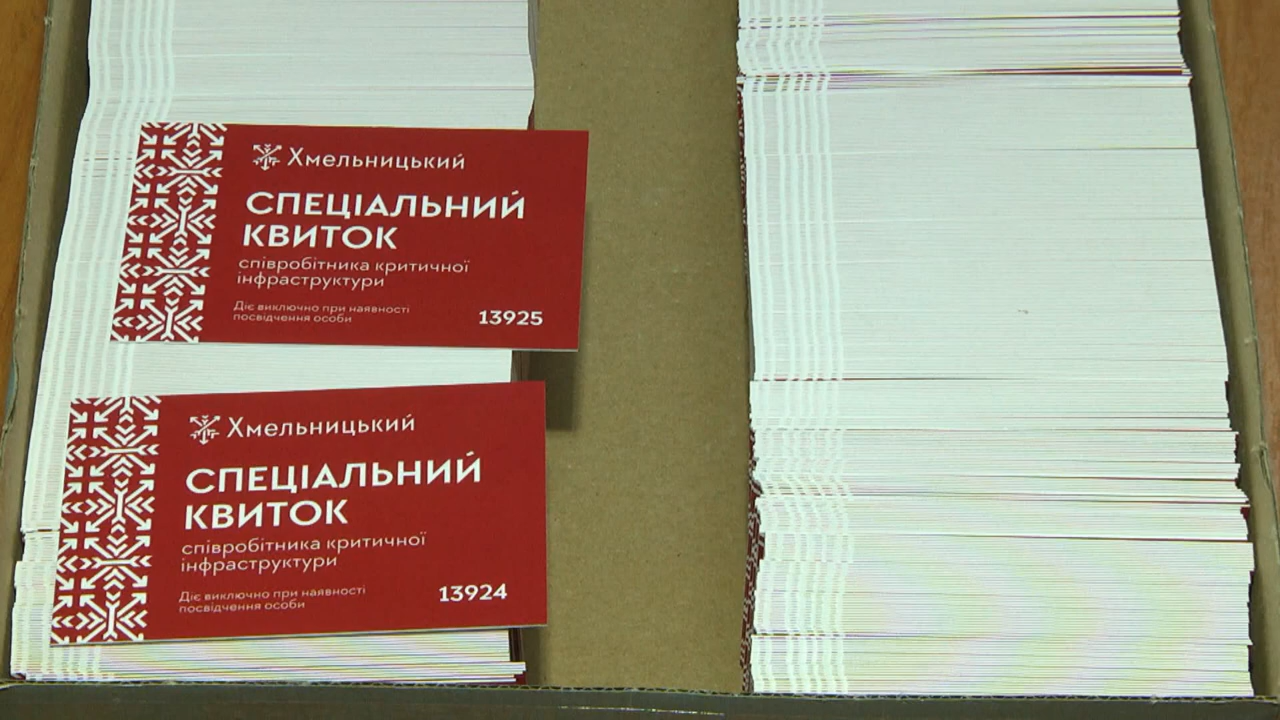 Хмельницький
СПЕЦІАЛЬНИЙ
КВИТОК
співробітника критичної
інфраструктури
Діє виключно при наявності
посвідчення особи
13925
Хмельницький
СПЕЦІАЛЬНИЙ
КВИТОК
співробітника критичної
інфраструктури
Діє виключно при наявності
посвідчення особи
13924